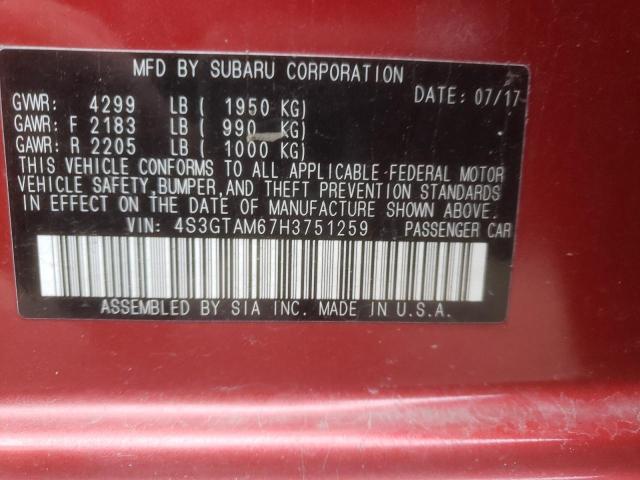 MFD BY SUBARU CORPORATION
DATE: 07/17
GVWR: 4299 LB ( 1950 KG)
GAWR: F 2183 LB ( 990 KG)
GAWR: R 2205 LB ( 1000 KG)
THIS VEHICLE CONFORMS TO ALL APPLICABLE FEDERAL MOTOR
VEHICLE SAFETY,BUMPER,AND THEFT PREVENTION STANDARDS
IN EFFECT ON THE DATE OF MANUFACTURE SHOWN ABOVE.
VIN: 4S3GTAM67H3751259 PASSENGER CAR
ASSEMBLED BY SIA INC. MADE IN U.S.A.